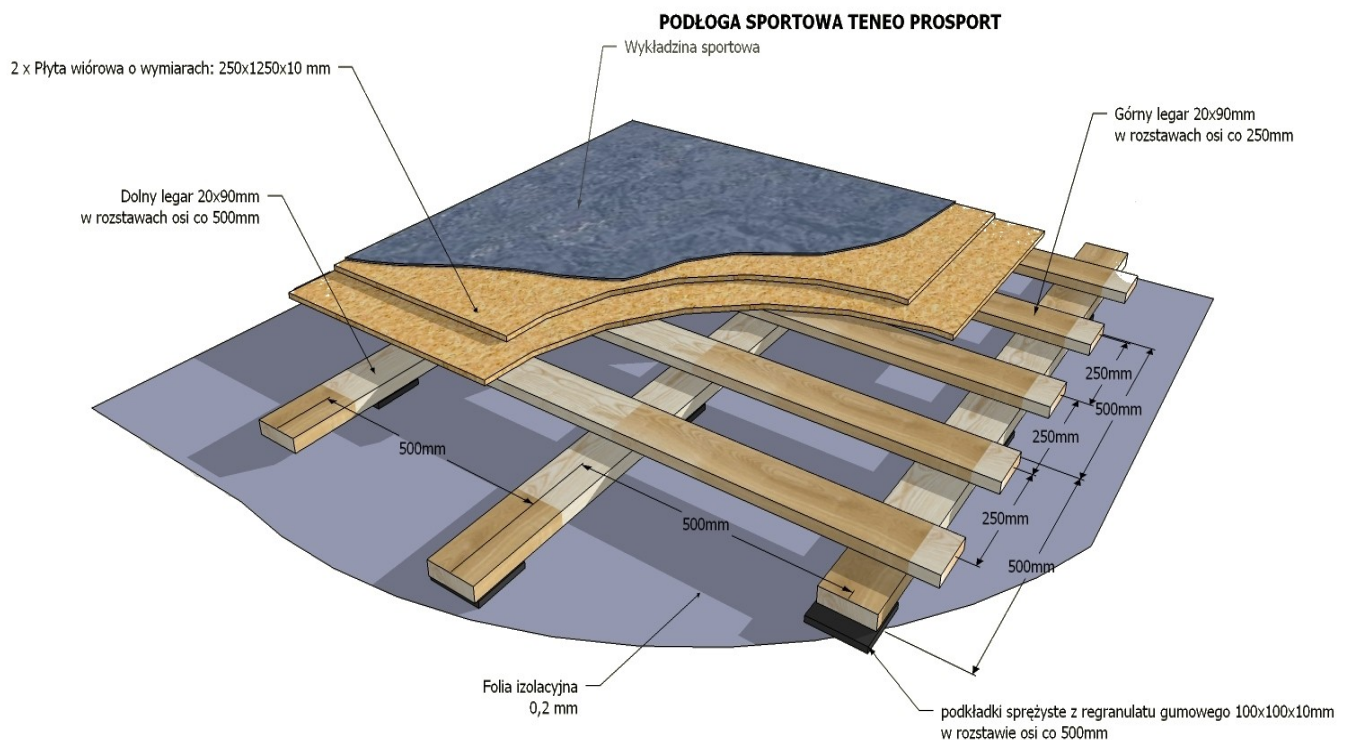 PODŁOGA SPORTOWA TENEO PROSPORT
Wykładzina sportowa
2 x Płyta wiórowa o wymiarach: 250x1250x10 mm
Górny legar 20x90mm
w rozstawach osi co 250mm
Dolny legar 20x90mm
w rozstawach osi co 500mm
250mm
500mm
250mm
500mm
250mm
500mm
500mm
Folia izolacyjna
0,2 mm
podkładki sprężyste z regranulatu gumowego 100x100x10mm
w rozstawie osi co 500mm